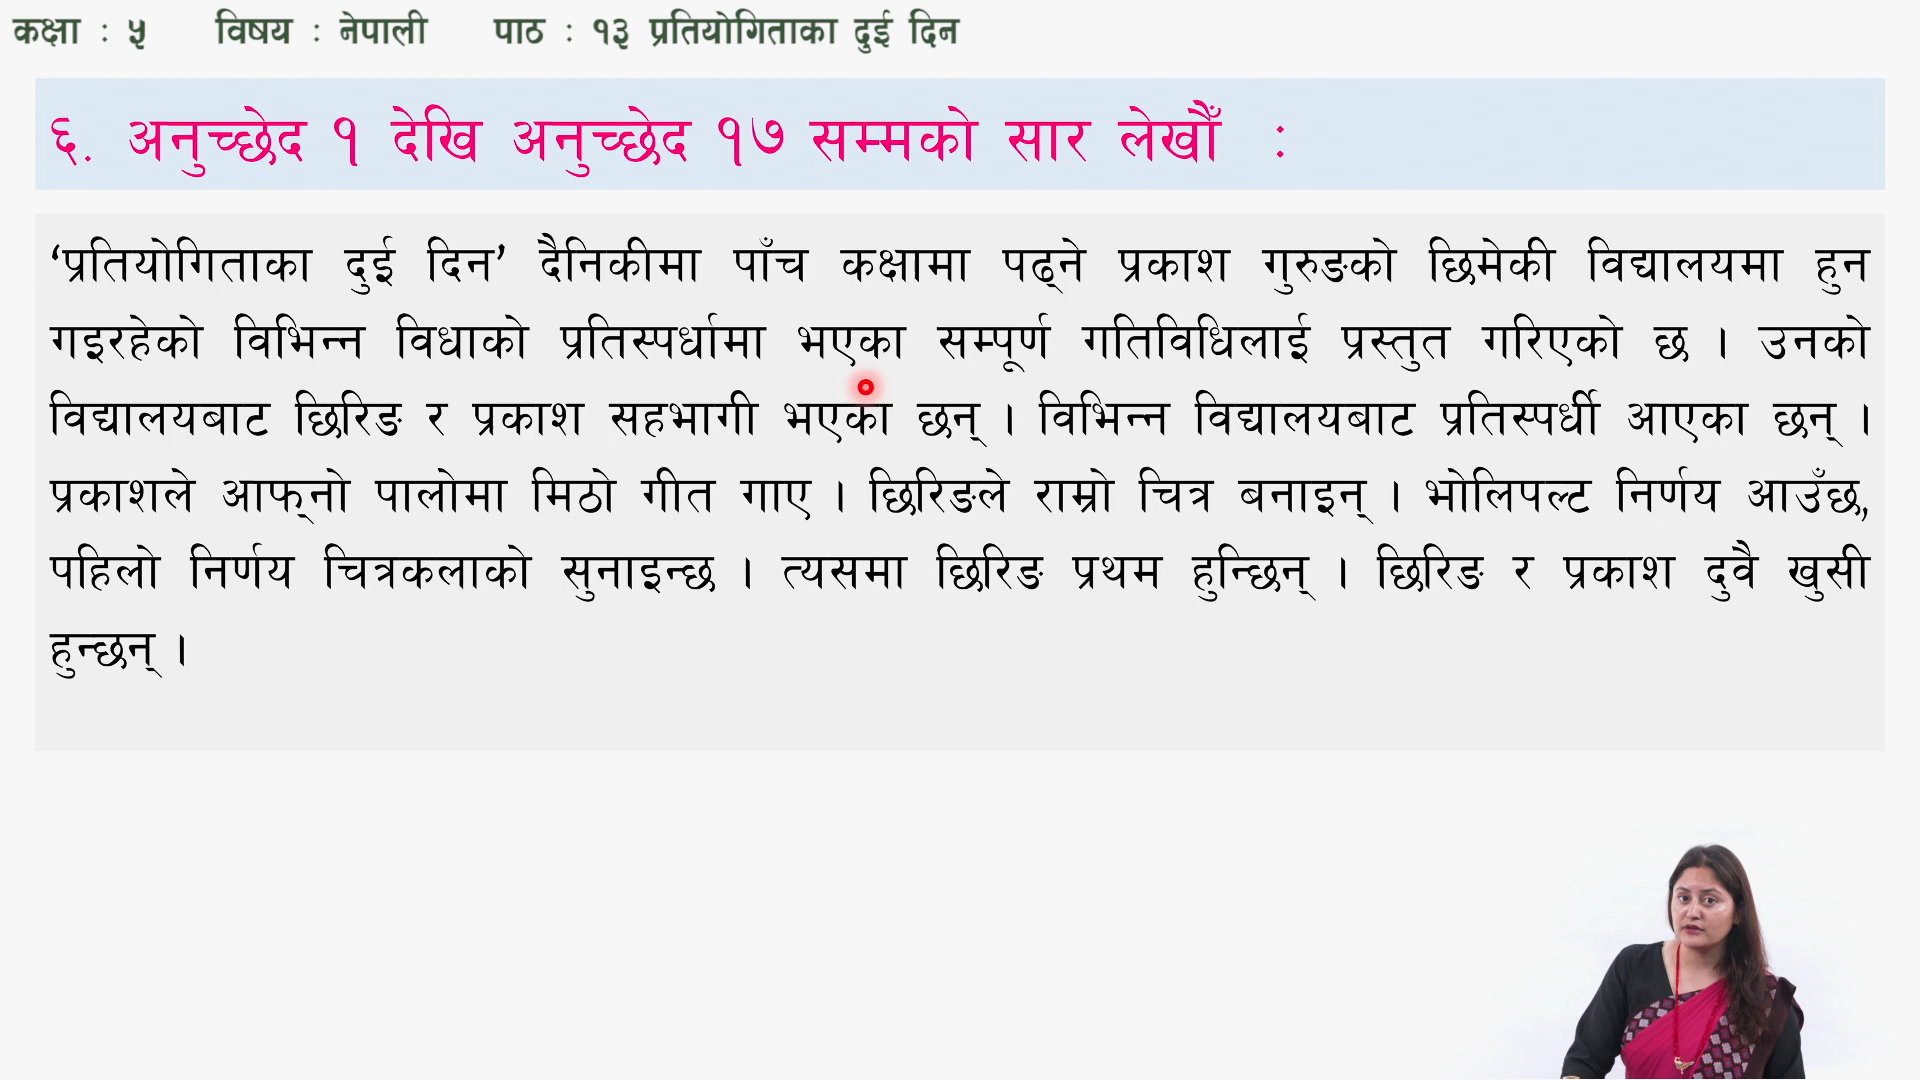 कक्षा : ५ विषय : नेपाली पाठ : १३ प्रतियोगिताका दुई दिन
६. अनुच्छेद १ देखि अनुच्छेद १७ सम्मको सार लेखौँ :
‘प्रतियोगिताका दुई दिन’ दैनिकीमा पाँच कक्षामा पढ्ने प्रकाश गुरुङको छिमेकी विद्यालयमा हुन
गइरहेको विभिन्न विधाको प्रतिस्पर्धामा भएका सम्पूर्ण गतिविधिलाई प्रस्तुत गरिएको छ । उनको
विद्यालयबाट छिरिङ र प्रकाश सहभागी भएका छन् । विभिन्न विद्यालयबाट प्रतिस्पर्धी आएका छन् ।
प्रकाशले आफ्‌नो पालोमा मिठो गीत गाए । छिरिङले राम्रो चित्र बनाइन् । भोलिपल्ट निर्णय आउँछ,
पहिलो निर्णय चित्रकलाको सुनाइन्छ । त्यसमा छिरिङ प्रथम हुन्छिन् । छिरिङ र प्रकाश दुवै खुसी
हुन्छन् ।